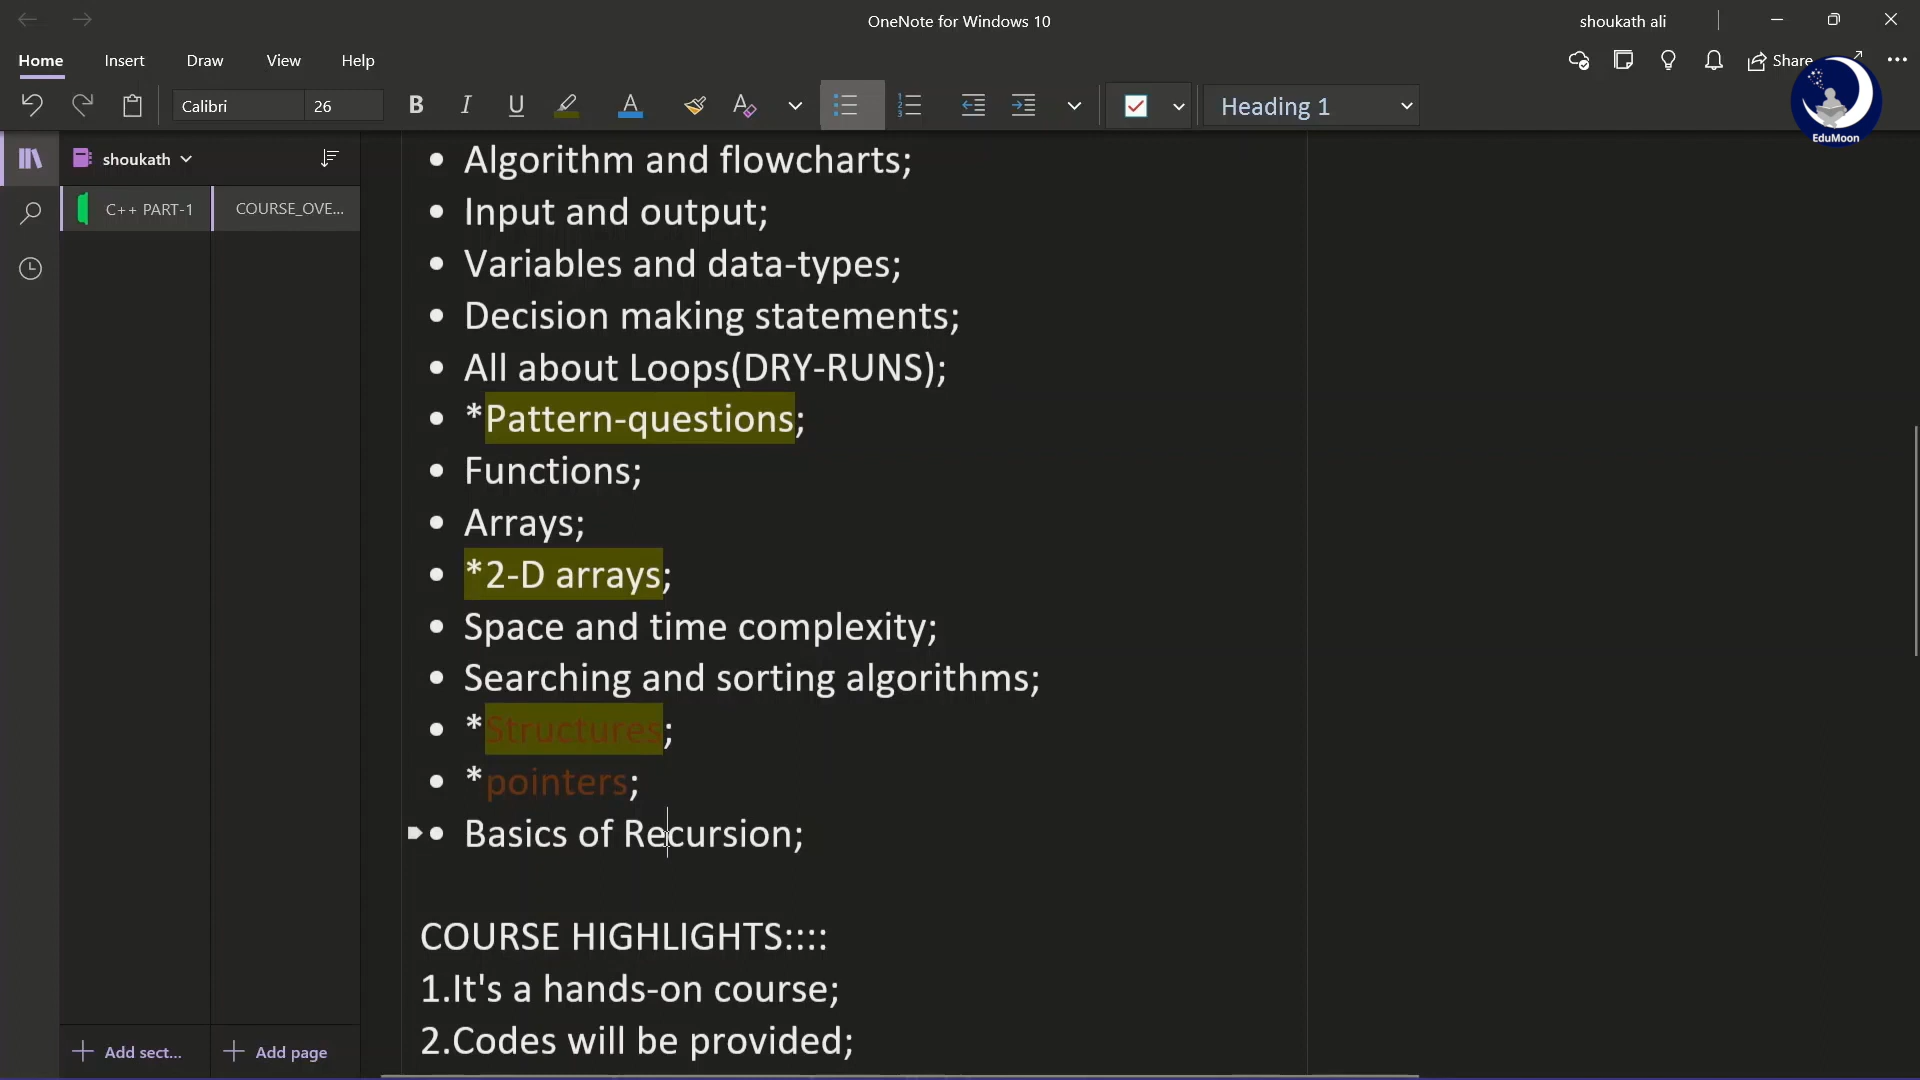 OneNote for Windows 10
shoukath ali
Home Insert Draw View Help
Share
Calibri 26 B I U A A Heading 1
EduMoon
shoukath
C++ PART-1
COURSE_OVE...
• Algorithm and flowcharts;
• Input and output;
• Variables and data-types;
• Decision making statements;
• All about Loops(DRY-RUNS);
• *Pattern-questions;
• Functions;
• Arrays;
• *2-D arrays;
• Space and time complexity;
• Searching and sorting algorithms;
• *Structures;
• *pointers;
• Basics of Recursion;
COURSE HIGHLIGHTS::::
1.It's a hands-on course;
2.Codes will be provided;
Add sect...
Add page